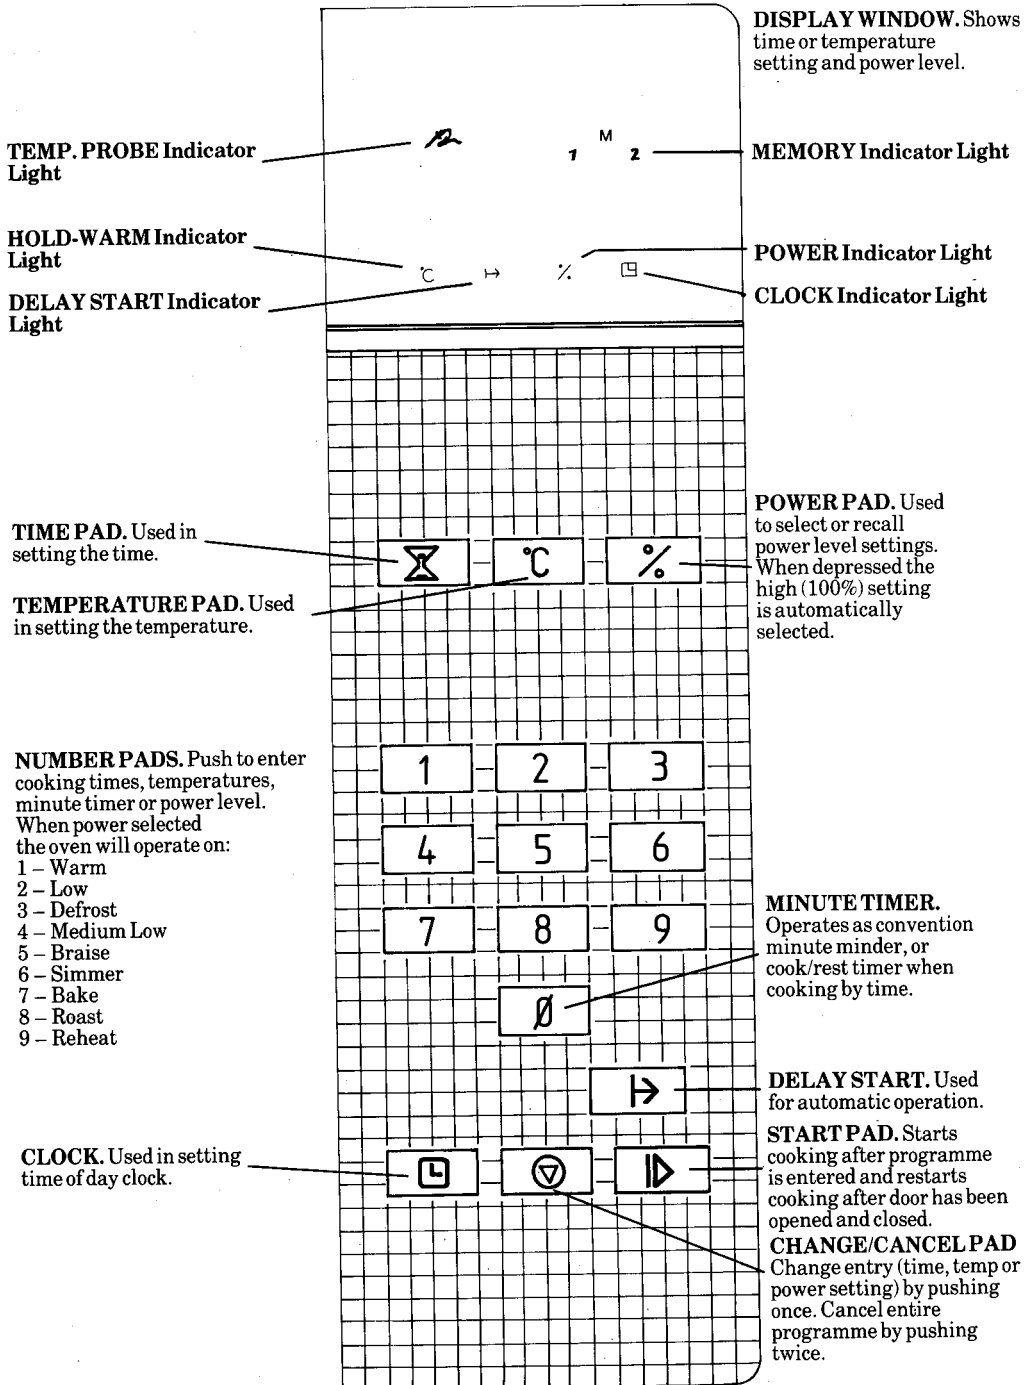 DISPLAY WINDOW. Shows
time or temperature
setting and power level.
TEMP. PROBE Indicator
Light
M
1 2
MEMORY Indicator Light
HOLD-WARM Indicator
Light
DELAY START Indicator
Light
°C % 
POWER Indicator Light
CLOCK Indicator Light
TIME PAD. Used in
setting the time.
TEMPERATURE PAD. Used
in setting the temperature.
°C %
POWER PAD. Used
to select or recall
power level settings.
When depressed the
high (100%) setting
is automatically
selected.
NUMBER PADS. Push to enter
cooking times, temperatures,
minute timer or power level.
When power selected
the oven will operate on:
1 – Warm
2 – Low
3 – Defrost
4 – Medium Low
5 – Braise
6 – Simmer
7 – Bake
8 – Roast
9 – Reheat
1 2 3
4 5 6
7 8 9
0
MINUTE TIMER.
Operates as convention
minute minder, or
cook/rest timer when
cooking by time.
DELAY START. Used
for automatic operation.
CLOCK. Used in setting
time of day clock.
START PAD. Starts
cooking after programme
is entered and restarts
cooking after door has been
opened and closed.
CHANGE/CANCEL PAD
Change entry (time, temp or
power setting) by pushing
once. Cancel entire
programme by pushing
twice.